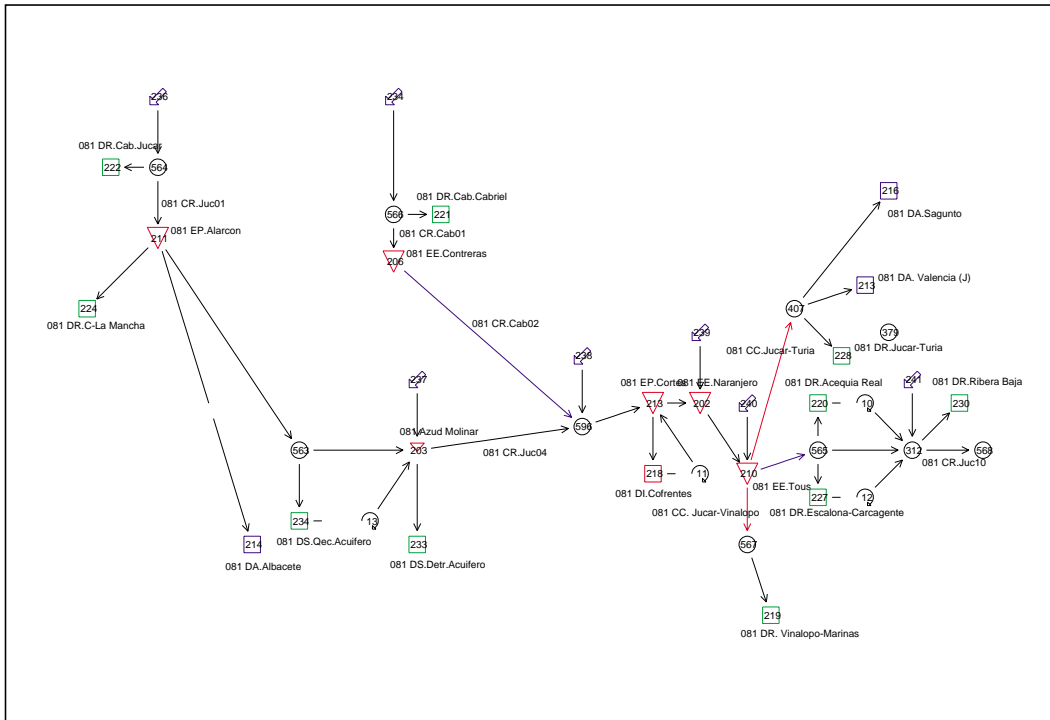 236
234
081 DR.Cab.Jucar
222
564
081 DR.Cab.Cabriel
216
081 CR.Juc01
566
221
081 DA.Sagunto
211
081 EP.Alarcon
081 CR.Cab01
206
081 EE.Contreras
081 DA. Valencia (J)
213
224
081 DR.C-La Mancha
081 CR.Cab02
407
379
239
081 CC.Jucar-Turia
228
081 DR.Jucar-Turia
238
237
081 EP.Cortes
081 EE.Naranjero
081 DR.Acequia Real
241
081 DR.Ribera Baja
213
202
240
220
10
230
081 Azud Molinar
596
563
203
081 CR.Juc04
565
312
568
081 CR.Juc10
218
11
210
081 EE.Tous
081 DI.Cofrentes
227
12
081 CC. Jucar-Vinalopo
081 DR.Escalona-Carcagente
234
13
081 DS.Qec.Acuifero
214
233
567
081 DA.Albacete
081 DS.Detr.Acuifero
219
081 DR. Vinalopo-Marinas